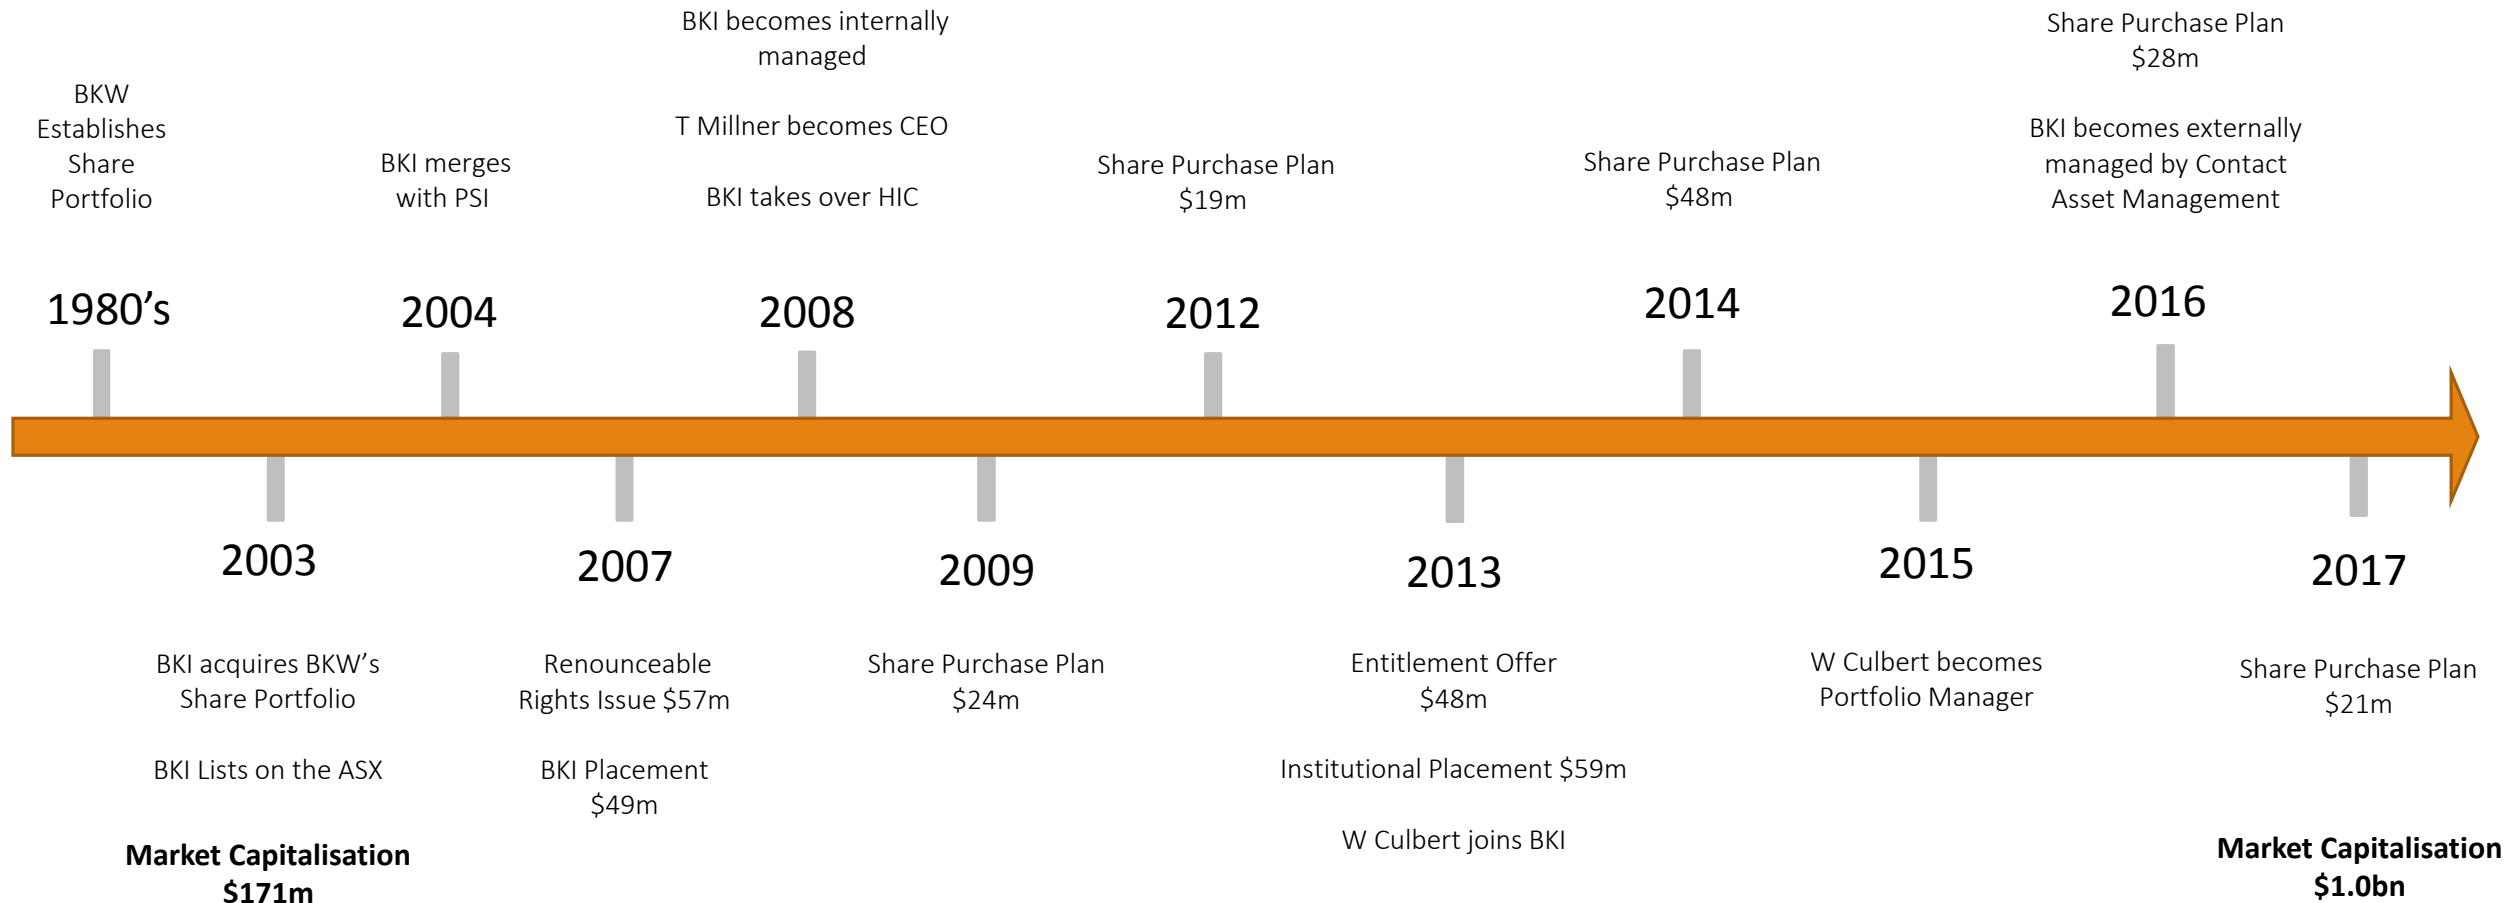 BKW
Establishes
Share
Portfolio
1980’s
BKI acquires BKW’s
Share Portfolio
BKI Lists on the ASX
Market Capitalisation
$171m
2003
BKI merges
with PSI
2004
2007
Renounceable
Rights Issue $57m
BKI Placement
$49m
BKI becomes internally
managed
T Millner becomes CEO
BKI takes over HIC
2008
2009
Share Purchase Plan
$24m
Share Purchase Plan
$19m
2012
2013
Entitlement Offer
$48m
Institutional Placement $59m
W Culbert joins BKI
Share Purchase Plan
$48m
2014
2015
W Culbert becomes
Portfolio Manager
Share Purchase Plan
$28m
BKI becomes externally
managed by Contact
Asset Management
2016
2017
Share Purchase Plan
$21m
Market Capitalisation
$1.0bn